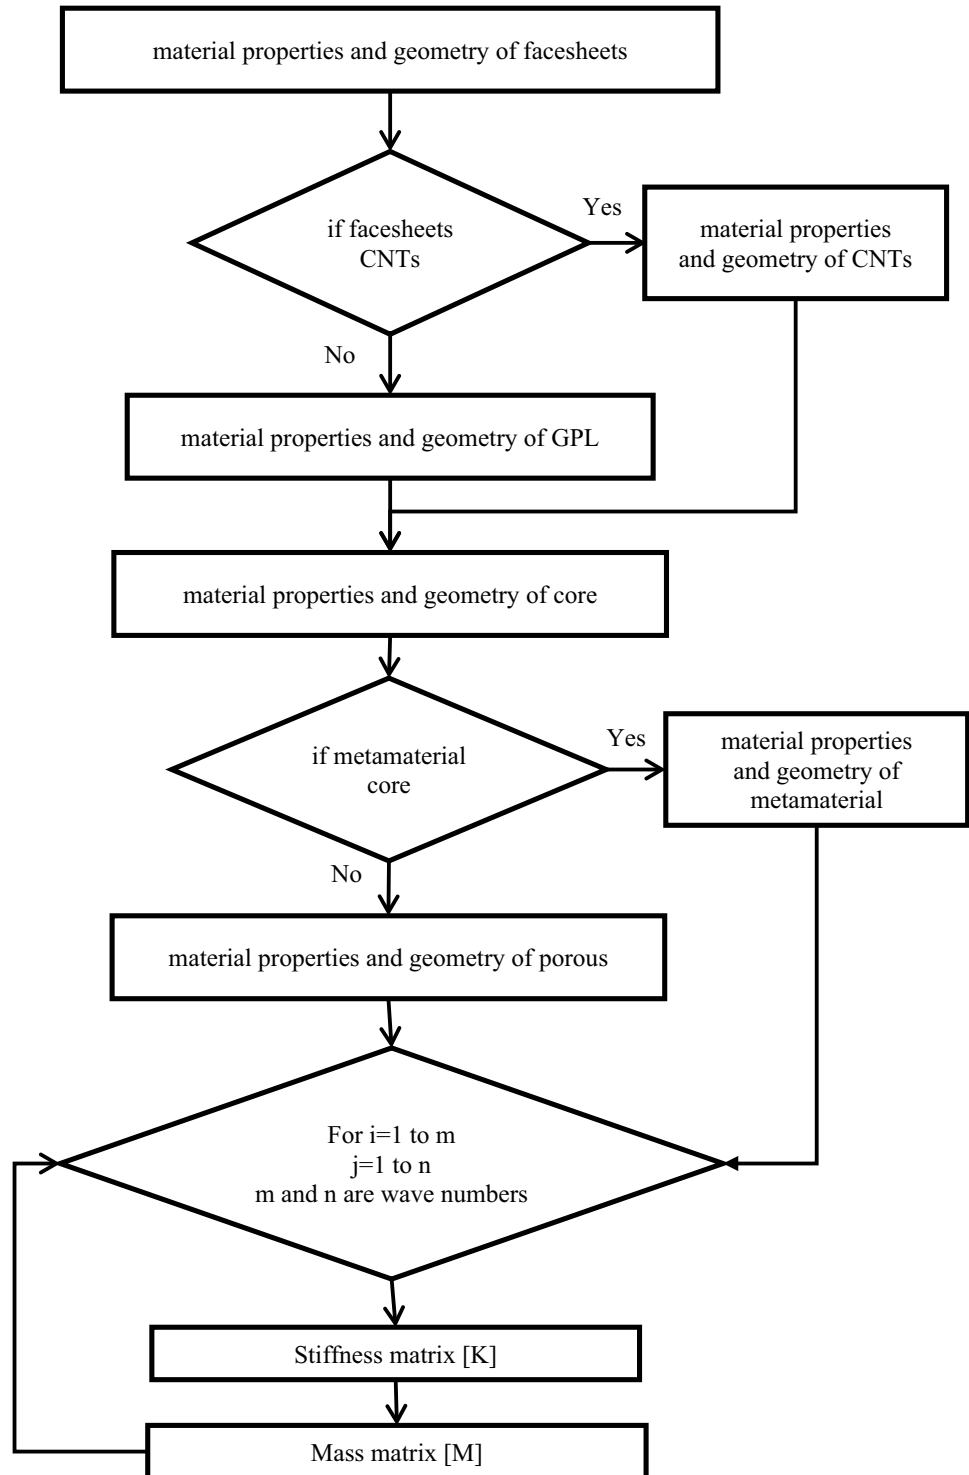 material properties and geometry of facesheets
if facesheets
CNTs
Yes
material properties
and geometry of CNTs
No
material properties and geometry of GPL
material properties and geometry of core
if metamaterial
core
Yes
material properties
and geometry of
metamaterial
No
material properties and geometry of porous
For i=1 to m
j=1 to n
m and n are wave numbers
Stiffness matrix [K]
Mass matrix [M]